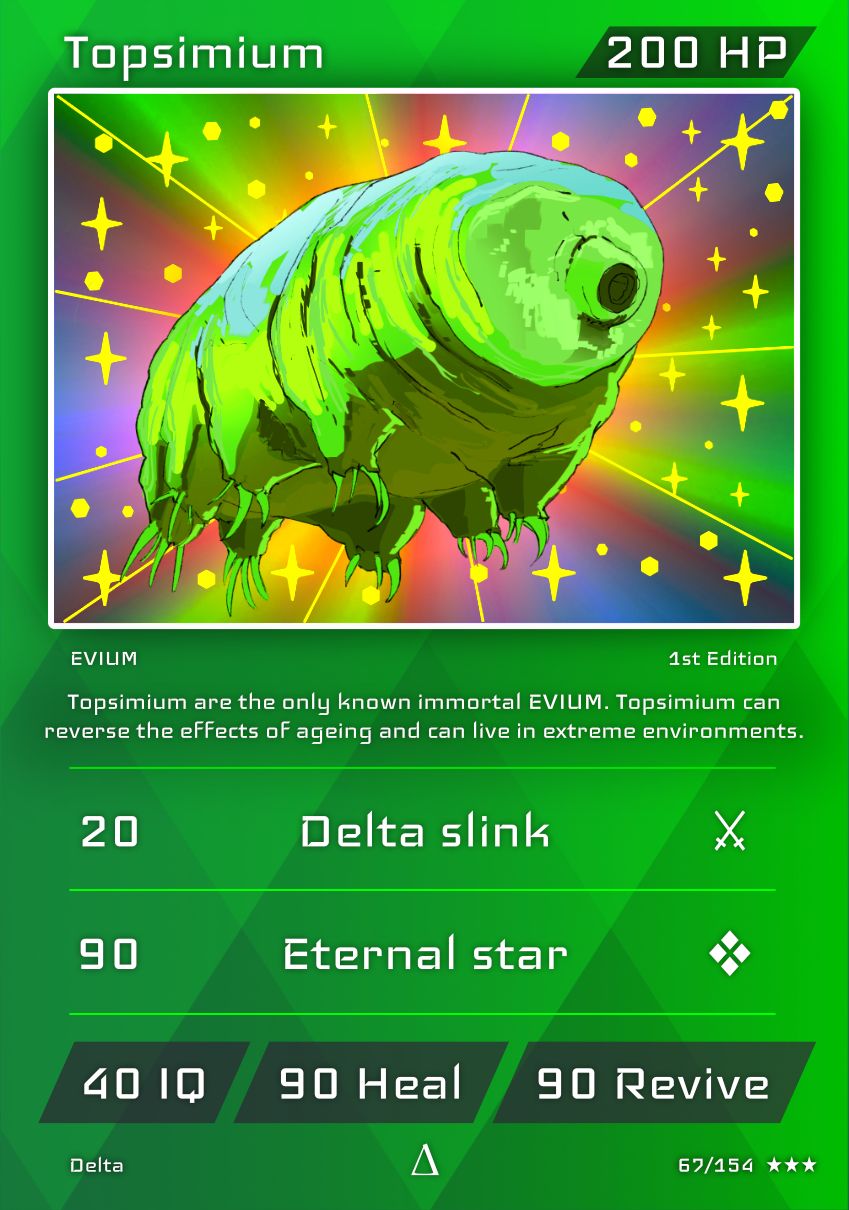 Topsimium
200 HP
EVIUM
1st Edition
Topsimium are the only known immortal EVIUM. Topsimium can
reverse the effects of ageing and can live in extreme environments.
20 Delta slink
90 Eternal star
40 IQ 90 Heal 90 Revive
Delta Δ 67/154 ★★★